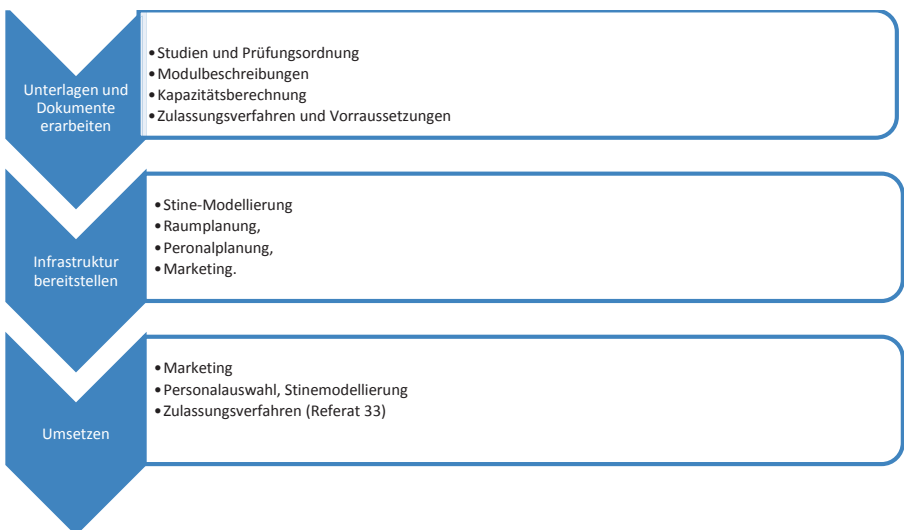 Unterlagen und
Dokumente
erarbeiten
•Studien und Prüfungsordnung
•Modulbeschreibungen
•Kapazitätsberechnung
•Zulassungsverfahren und Vorraussetzungen
Infrastruktur
bereitstellen
•Stine-Modellierung
•Raumplanung,
•Peronalplanung,
•Marketing.
Umsetzen
•Marketing
•Personalauswahl, Stinemodellierung
•Zulassungsverfahren (Referat 33)